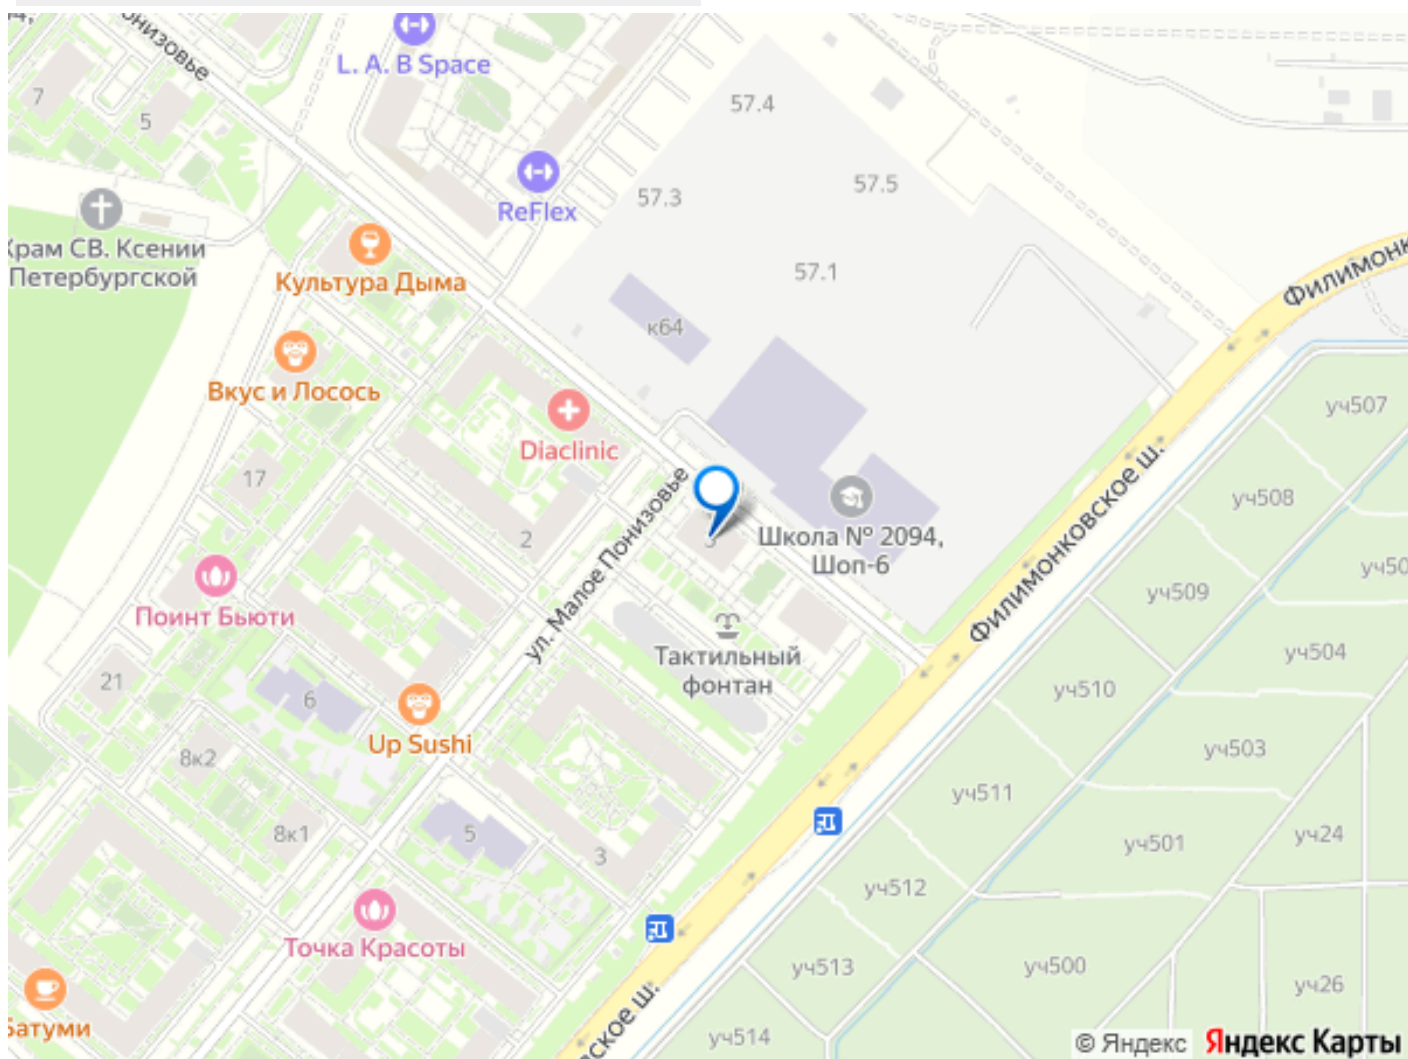 L. A. B Space
57.4
7
5
57.5
57.3
ReFlex
Храм СВ. Ксении
Петербургской
57.1
Культура Дыма
к64
Вкус и Лосось
уч507
Diaclinic
17
уч508
ул. Малое Понизовье
2
3
Школа № 2094,
Шоп-6
Филимонковское ш.
уч509
Поинт Бьюти
Тактильный
фонтан
уч504
21
6
уч510
Up Sushi
8к2
уч503
уч511
8к1
5
3
уч501
уч24
уч512
Точка Красоты
уч513
уч500
уч26
Батуми
уч514
© Яндекс
Яндекс Карты